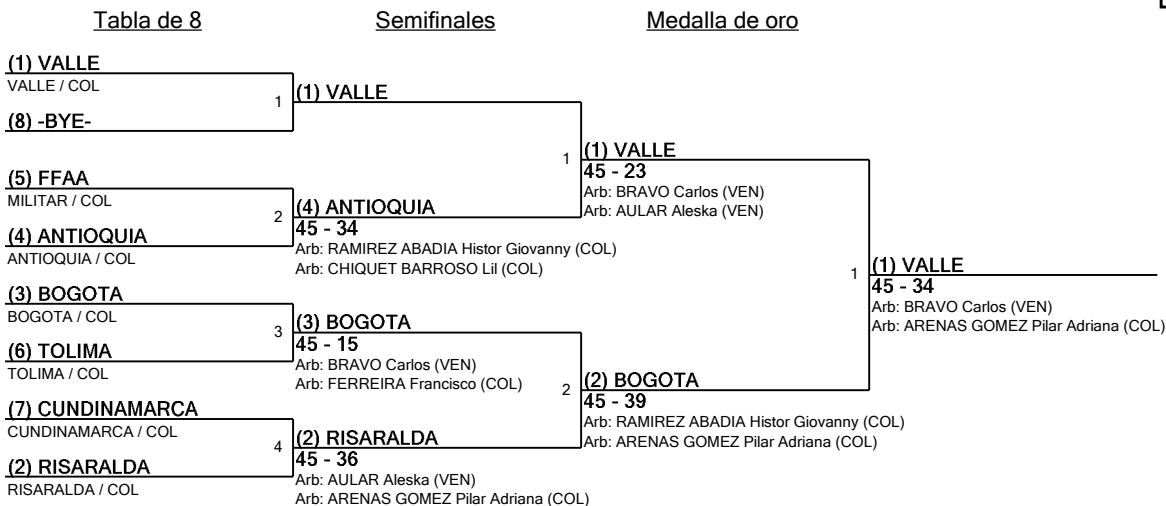 Tabla de 8
Semifinales
Medalla de oro
(1) VALLE
VALLE / COL
1
(8) -BYE-
(5) FFAA
MILITAR / COL
2
(4) ANTIOQUIA
ANTIOQUIA / COL
(3) BOGOTA
BOGOTA / COL
3
(6) TOLIMA
TOLIMA / COL
(7) CUNDINAMARCA
CUNDINAMARCA / COL
4
(2) RISARALDA
RISARALDA / COL
(1) VALLE
1
(4) ANTIOQUIA
45 - 34
Arb: RAMIREZ ABADIA Histor Giovanny (COL)
Arb: CHIQUET BARROSO Lil (COL)
(3) BOGOTA
45 - 15
Arb: BRAVO Carlos (VEN)
Arb: FERREIRA Francisco (COL)
2
(2) RISARALDA
45 - 36
Arb: AULAR Aleska (VEN)
Arb: ARENAS GOMEZ Pilar Adriana (COL)
(1) VALLE
45 - 23
Arb: BRAVO Carlos (VEN)
Arb: AULAR Aleska (VEN)
1
(2) BOGOTA
45 - 39
Arb: RAMIREZ ABADIA Histor Giovanny (COL)
Arb: ARENAS GOMEZ Pilar Adriana (COL)
(1) VALLE
45 - 34
Arb: BRAVO Carlos (VEN)
Arb: ARENAS GOMEZ Pilar Adriana (COL)